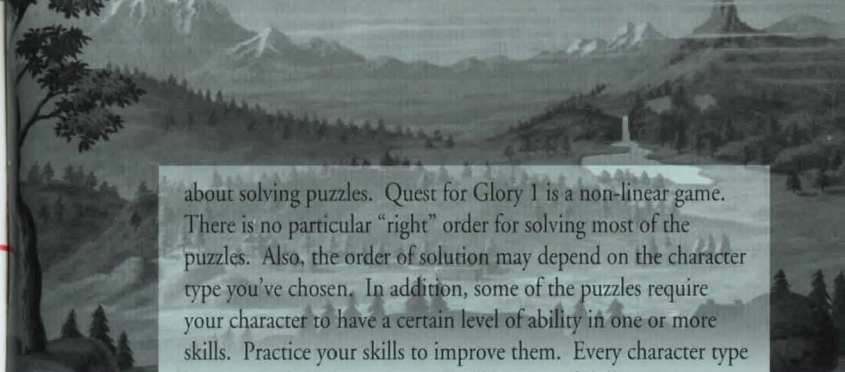 about solving puzzles. Quest for Glory 1 is a non-linear game.
There is no particular “right” order for solving most of the
puzzles. Also, the order of solution may depend on the character
type you've chosen. In addition, some of the puzzles require
your character to have a certain level of ability in one or more
skills. Practice your skills to improve them. Every character type